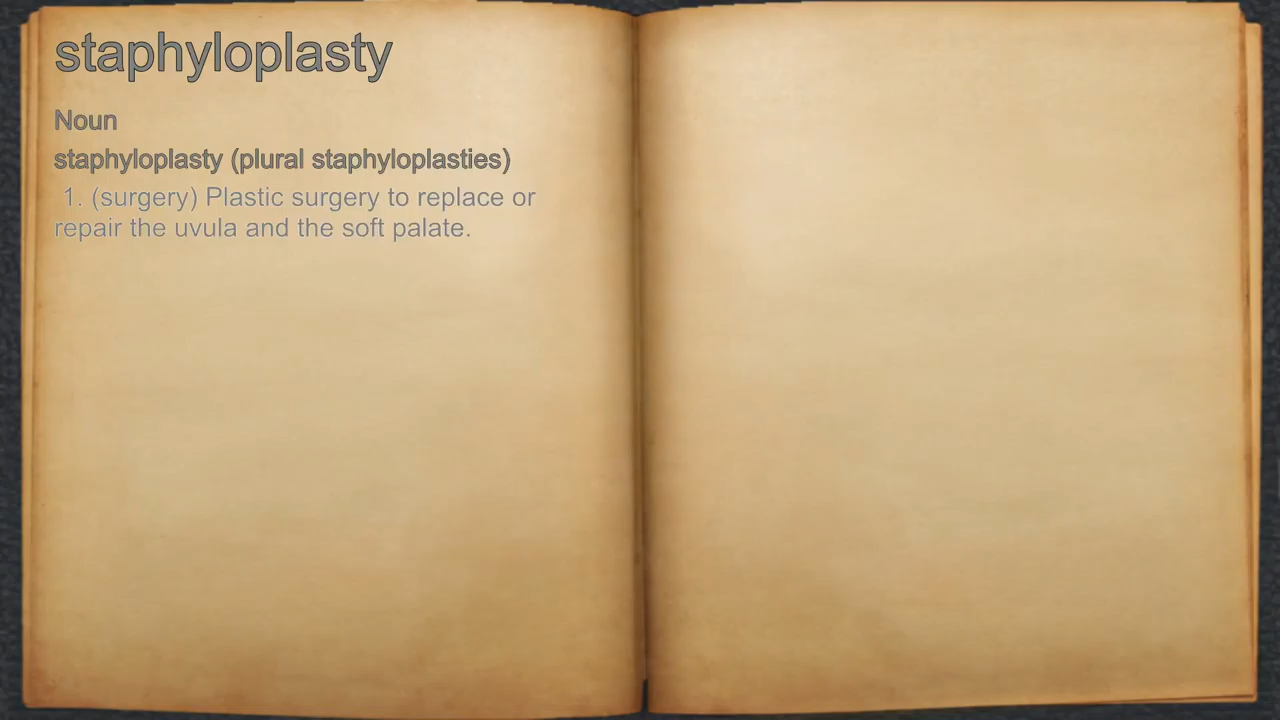 staphyloplasty
Noun
staphyloplasty (plural staphyloplasties)
1. (surgery) Plastic surgery to replace or
repair the uvula and the soft palate.